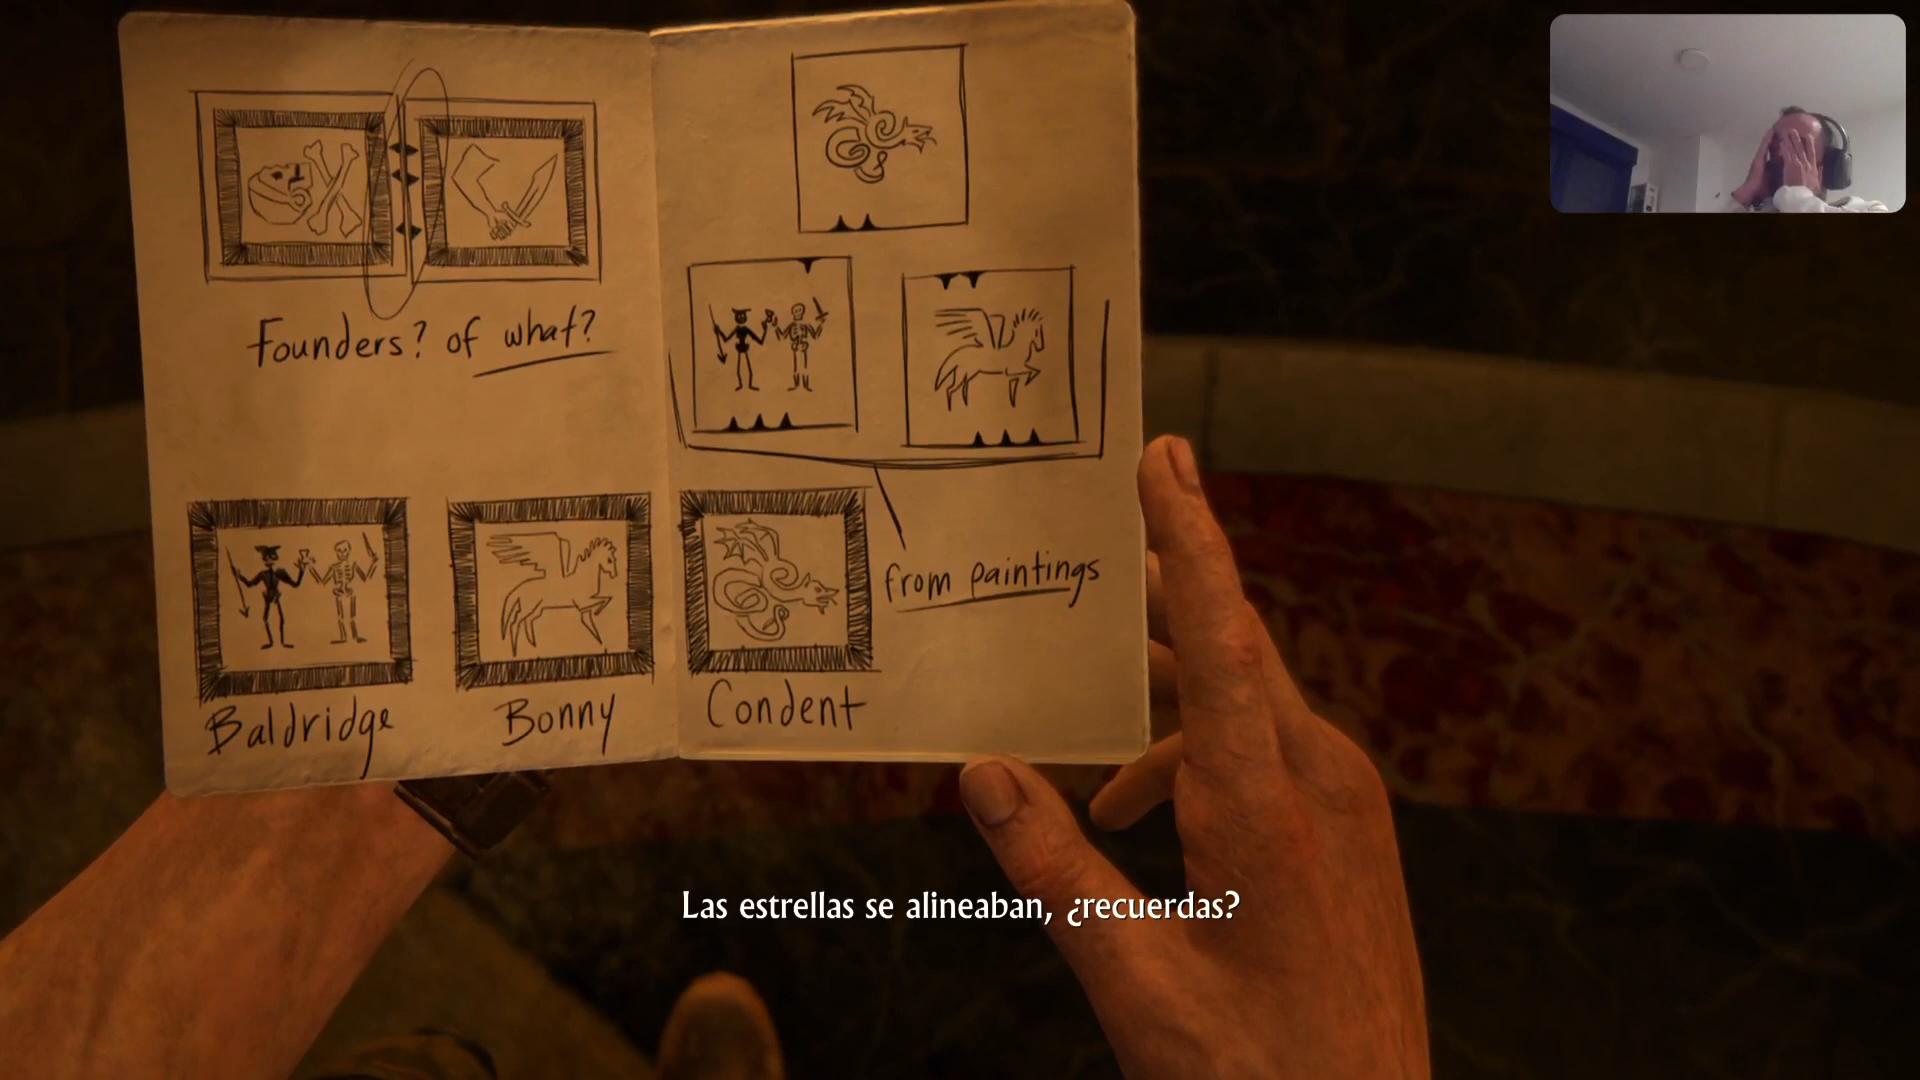 Founders? of what?
from paintings
Baldridge
Bonny
Condent
Las estrellas se alineaban, ¿recuerdas?